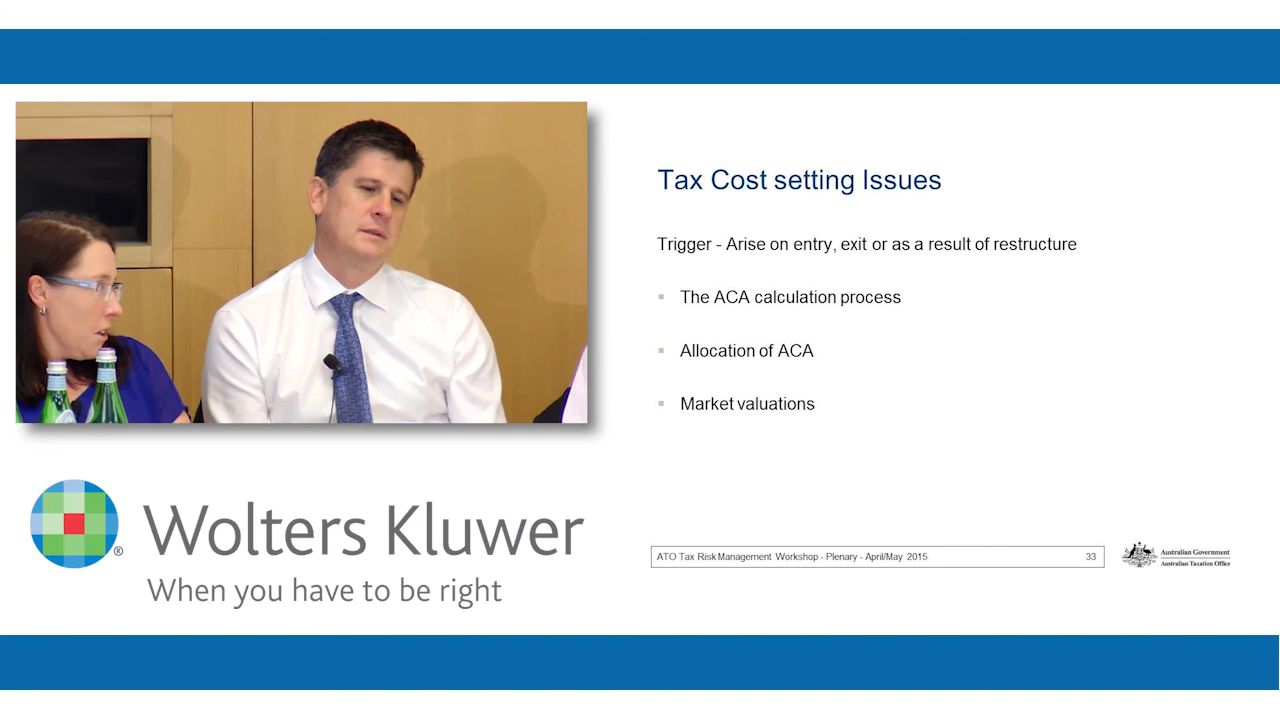 Tax Cost setting Issues
Trigger - Arise on entry, exit or as a result of restructure
The ACA calculation process
Allocation of ACA
Market valuations
Wolters Kluwer
®
When you have to be right
ATO Tax Risk Management Workshop - Plenary - April/May 2015
33
Australian Government
Australian Taxation Office